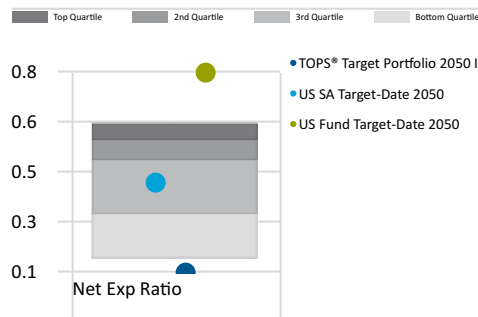 Top Quartile 2nd Quartile 3rd Quartile Bottom Quartile
TOPS® Target Portfolio 2050 I
US SA Target-Date 2050
US Fund Target-Date 2050
0.8
0.6
0.5
0.3
0.1
Net Exp Ratio